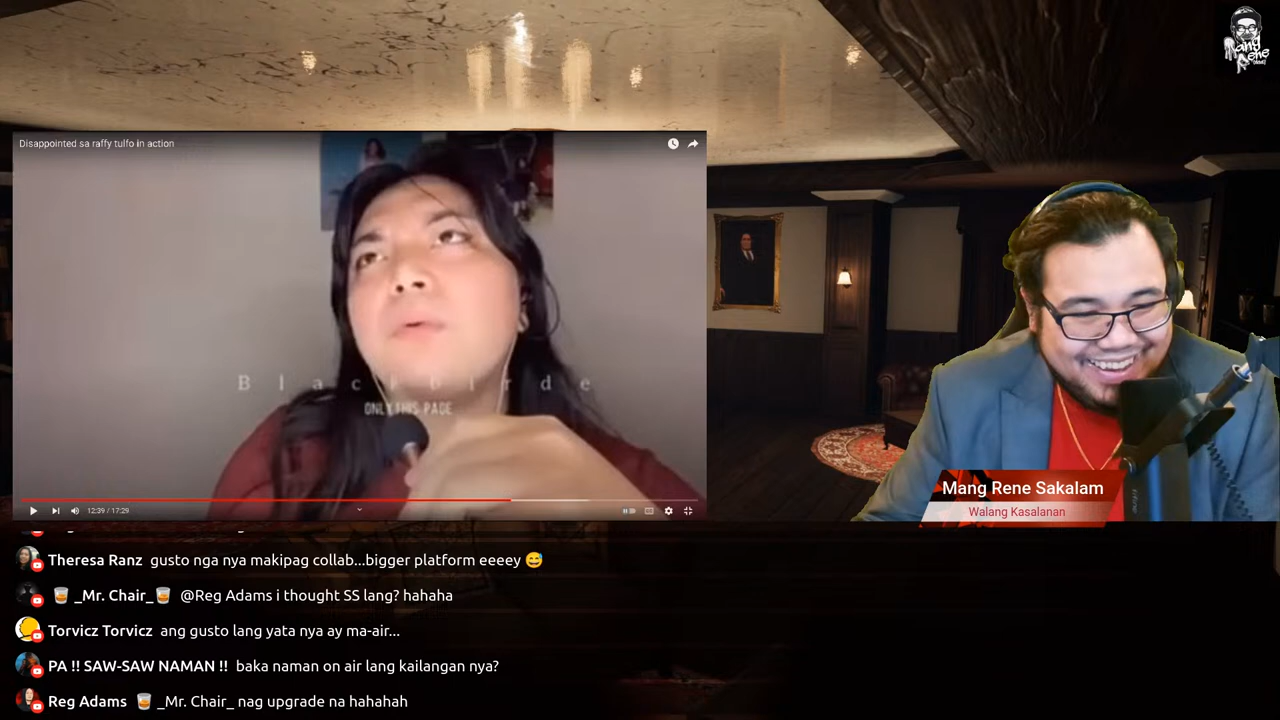 Mang Rene
Disappointed sa raffy tulfo in action
Blackbirde
ONLY THIS PAGE
12:39 / 17:29
Mang Rene Sakalam
Walang Kasalanan
Theresa Ranz gusto nga nya makipag collab...bigger platform eeeey 😅
🥃 _Mr. Chair_🥃 @Reg Adams i thought SS lang? hahaha
Torvicz Torvicz ang gusto lang yata nya ay ma-air...
PA !! SAW-SAW NAMAN !! baka naman on air lang kailangan nya?
Reg Adams 🥃 _Mr. Chair_ nag upgrade na hahahah